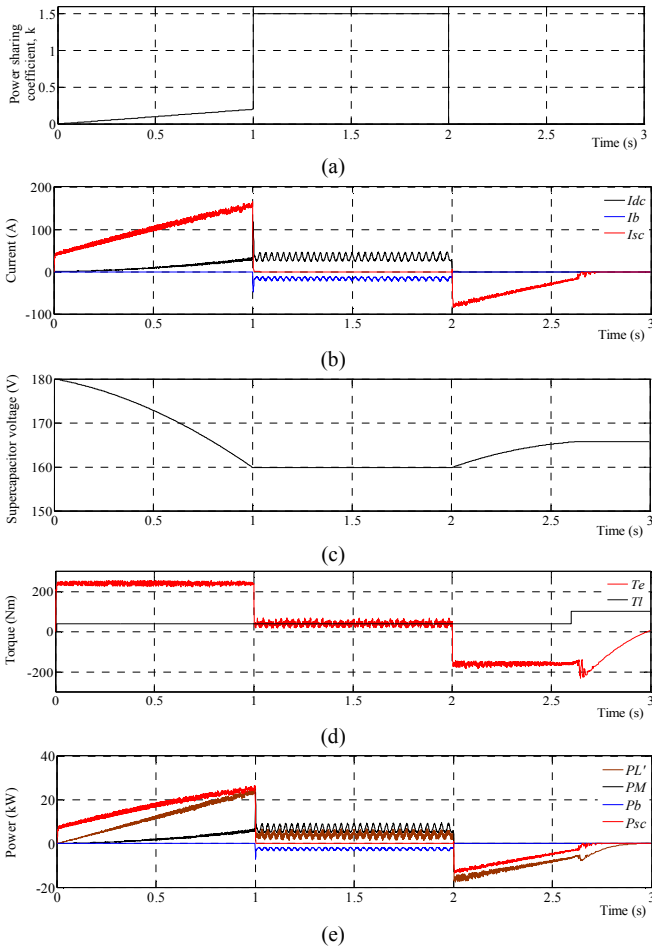 Power sharing
coefficient, k
1.5
1
0.5
0
0 0.5 1 1.5 2 2.5 3
Time (s)
(a)
Current (A)
200
100
0
-100
Idc
Ib
Isc
0 0.5 1 1.5 2 2.5 3
Time (s)
(b)
Supercapacitor voltage (V)
180
170
160
150
0 0.5 1 1.5 2 2.5 3
Time (s)
(c)
Torque (Nm)
200
0
-200
Te
Tl
0 0.5 1 1.5 2 2.5 3
Time (s)
(d)
Power (kW)
40
20
0
-20
PL'
PM
Pb
Psc
0 0.5 1 1.5 2 2.5 3
Time (s)
(e)